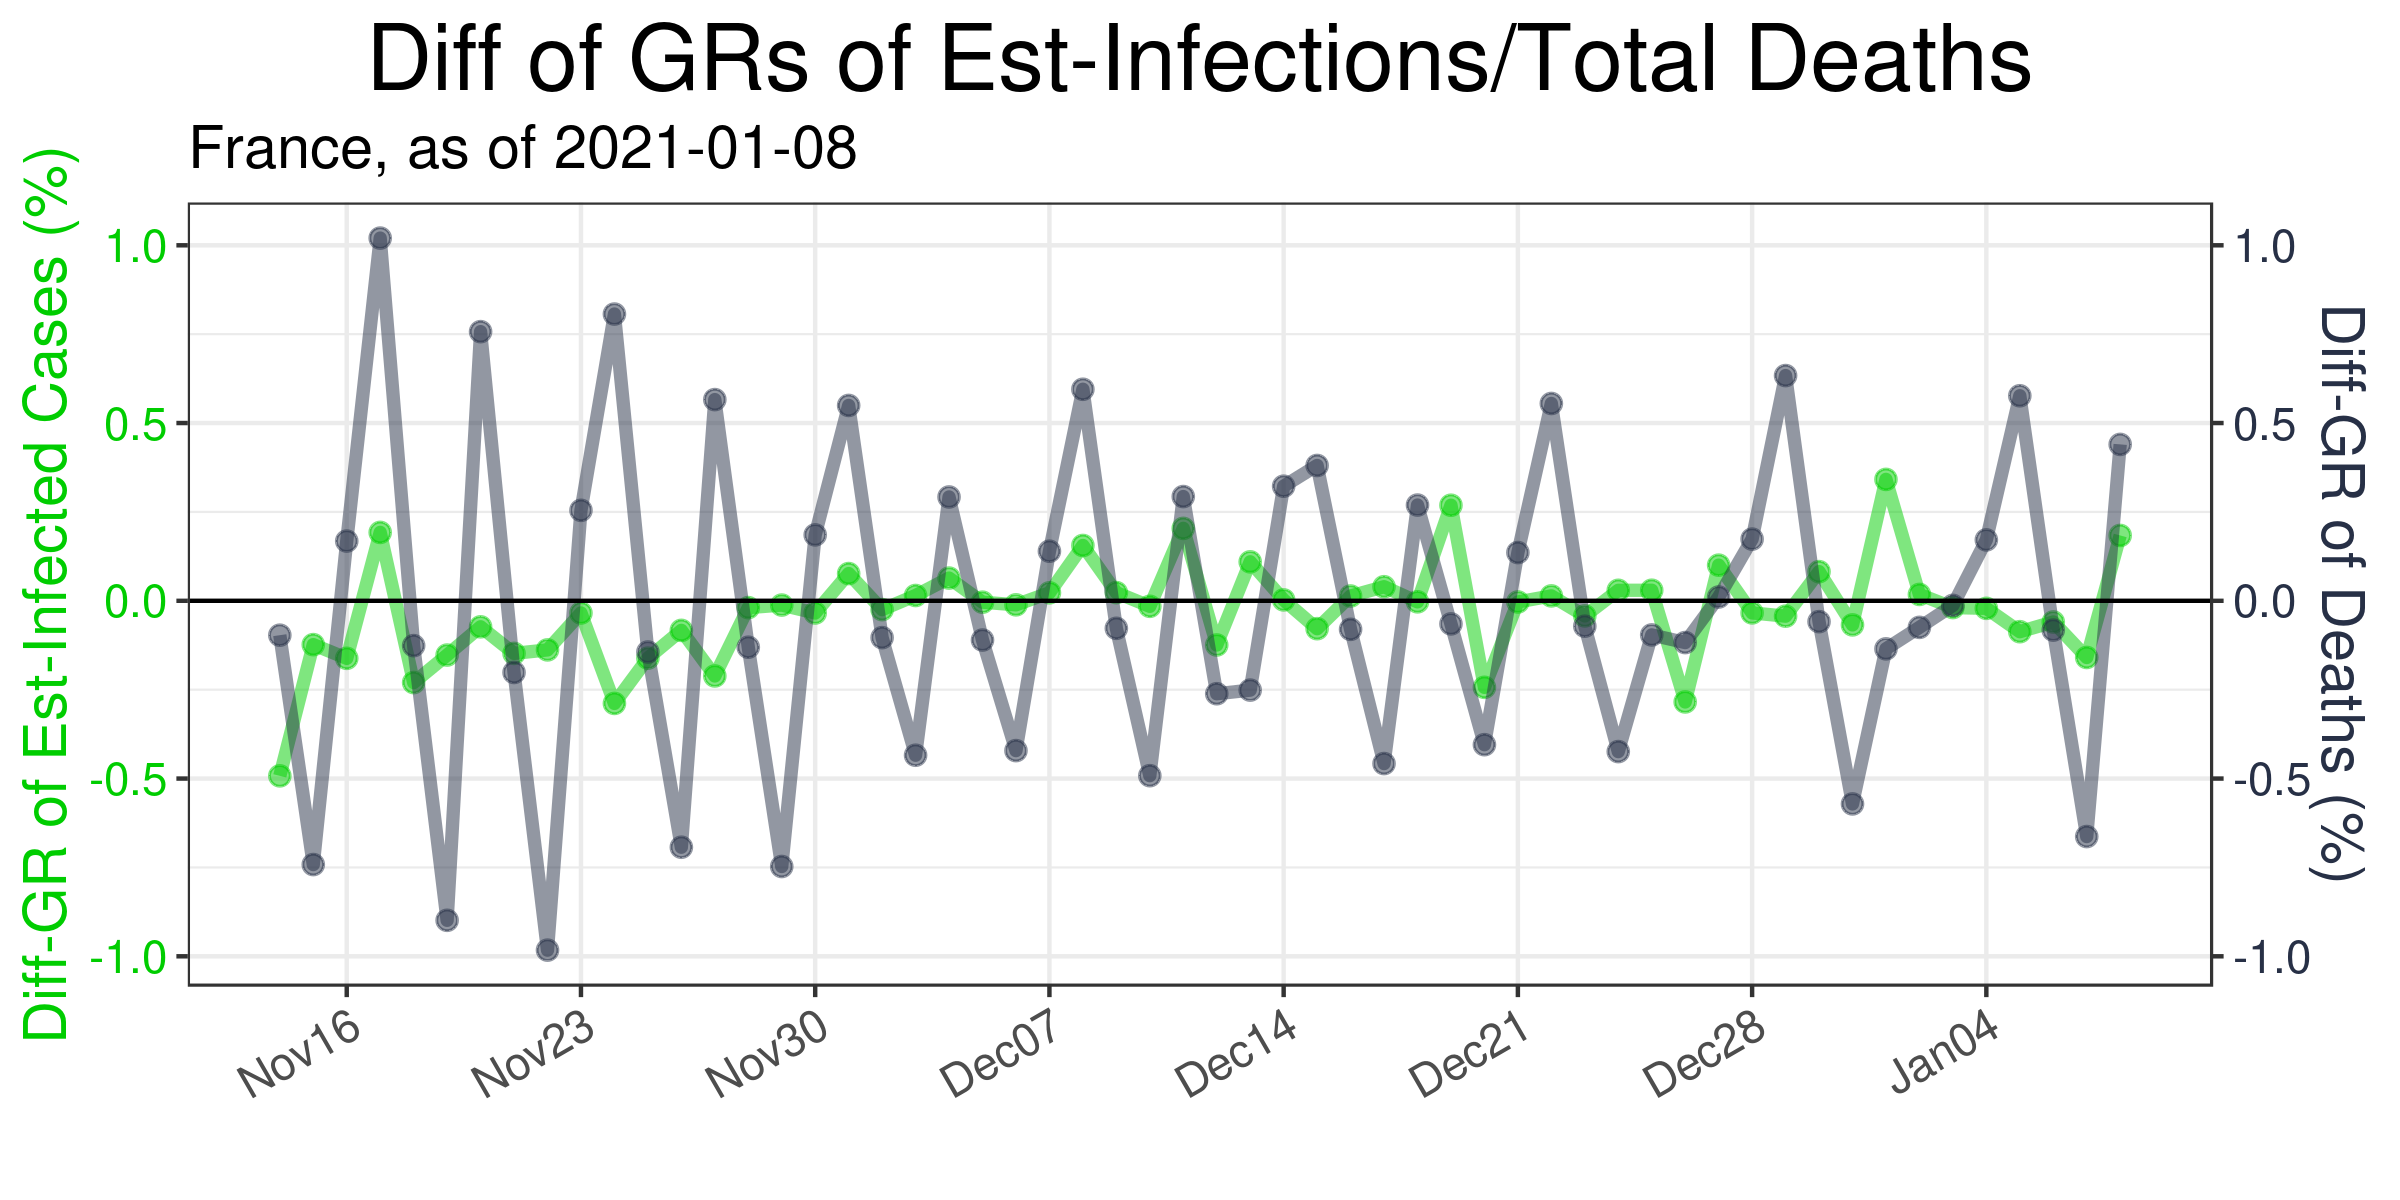 Diff of GRs of Est-Infections/Total Deaths
France, as of 2021-01-08
Diff-GR of Est-Infected Cases (%)
1.0
0.5
0.0
-0.5
-1.0
1.0
0.5
0.0
-0.5
-1.0
Diff-GR of Deaths (%)
Nov16
Nov23
Nov30
Dec07
Dec14
Dec21
Dec28
Jan04